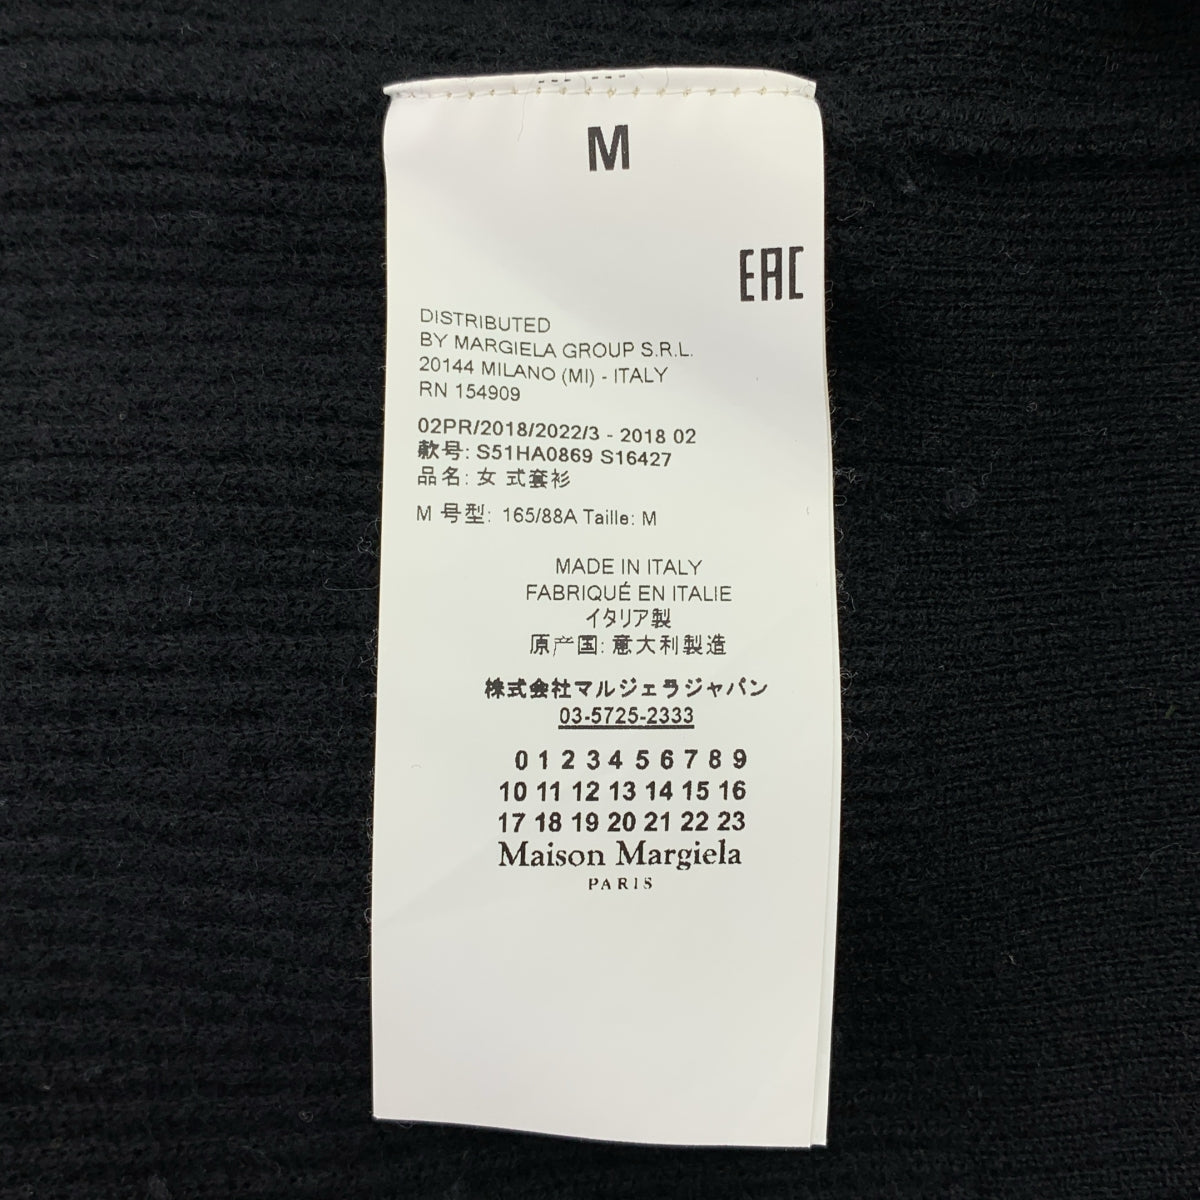 M
EAC
DISTRIBUTED
BY MARGIELA GROUP S.R.L.
20144 MILANO (MI) - ITALY
RN 154909
02PR/2018/2022/3 - 2018 02
款号: S51HA0869 S16427
品名: 女 式套衫
M 号型: 165/88A Taille: M
MADE IN ITALY
FABRIQUÉ EN ITALIE
イタリア製
原产国: 意大利製造
株式会社マルジェラジャパン
03-5725-2333
0 1 2 3 4 5 6 7 8 9
10 11 12 13 14 15 16
17 18 19 20 21 22 23
Maison Margiela
PARIS